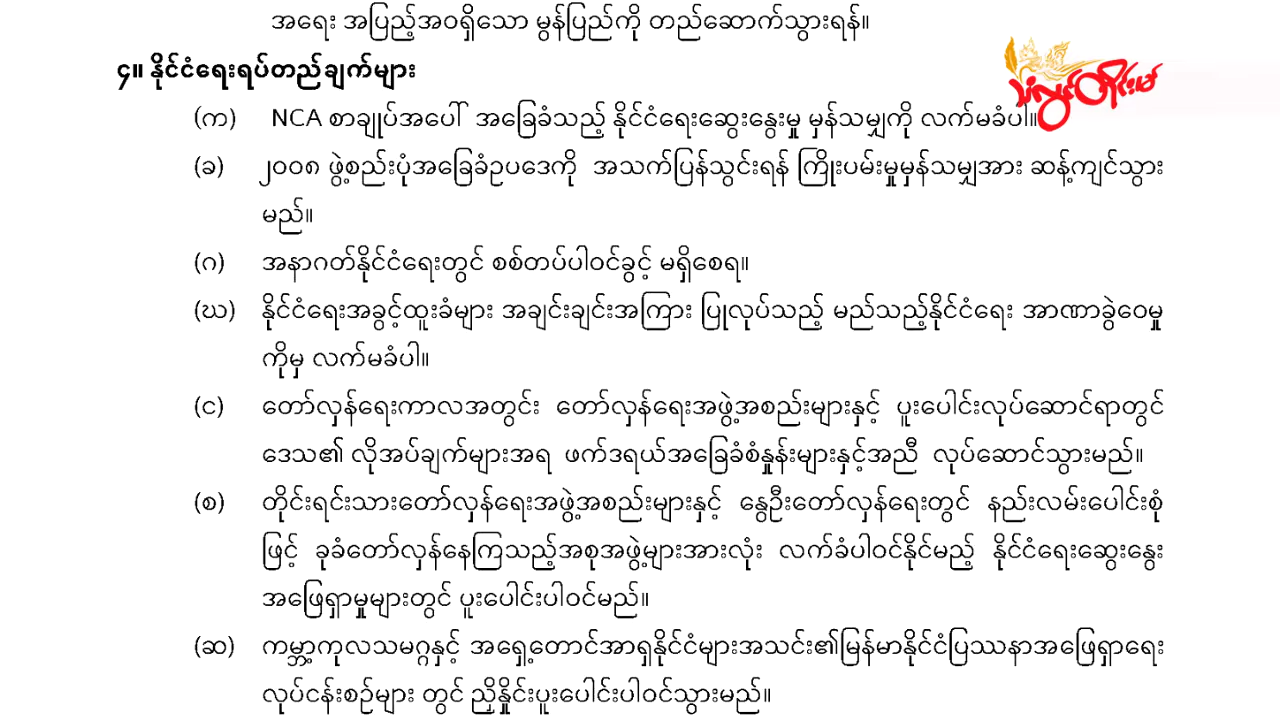 အရေး အပြည့်အဝရှိသော မွန်ပြည်ကို တည်ဆောက်သွားရန်။
၄။ နိုင်ငံရေးရပ်တည်ချက်များ
(က) NCA စာချုပ်အပေါ် အခြေခံသည့် နိုင်ငံရေးဆွေးနွေးမှု မှန်သမျှကို လက်မခံပါ။
(ခ) ၂၀၀၈ ဖွဲ့စည်းပုံအခြေခံဥပဒေကို အသက်ပြန်သွင်းရန် ကြိုးပမ်းမှုမှန်သမျှအား ဆန့်ကျင်သွား
မည်။
(ဂ) အနာဂတ်နိုင်ငံရေးတွင် စစ်တပ်ပါဝင်ခွင့် မရှိစေရ။
(ဃ) နိုင်ငံရေးအခွင့်ထူးခံများ အချင်းချင်းအကြား ပြုလုပ်သည့် မည်သည့်နိုင်ငံရေး အာဏာခွဲဝေမှု
ကိုမှ လက်မခံပါ။
(င) တော်လှန်ရေးကာလအတွင်း တော်လှန်ရေးအဖွဲ့အစည်းများနှင့် ပူးပေါင်းလုပ်ဆောင်ရာတွင်
ဒေသ၏ လိုအပ်ချက်များအရ ဖက်ဒရယ်အခြေခံစံနှုန်းများနှင့်အညီ လုပ်ဆောင်သွားမည်။
(စ) တိုင်းရင်းသားတော်လှန်ရေးအဖွဲ့အစည်းများနှင့် နွေဦးတော်လှန်ရေးတွင် နည်းလမ်းပေါင်းစုံ
ဖြင့် ခုခံတော်လှန်နေကြသည့်အစုအဖွဲ့များအားလုံး လက်ခံပါဝင်နိုင်မည့် နိုင်ငံရေးဆွေးနွေး
အဖြေရှာမှုများတွင် ပူးပေါင်းပါဝင်မည်။
(ဆ) ကမ္ဘာ့ကုလသမဂ္ဂနှင့် အရှေ့တောင်အာရှနိုင်ငံများအသင်း၏မြန်မာနိုင်ငံပြဿနာအဖြေရှာရေး
လုပ်ငန်းစဉ်များ တွင် ညှိနှိုင်းပူးပေါင်းပါဝင်သွားမည်။